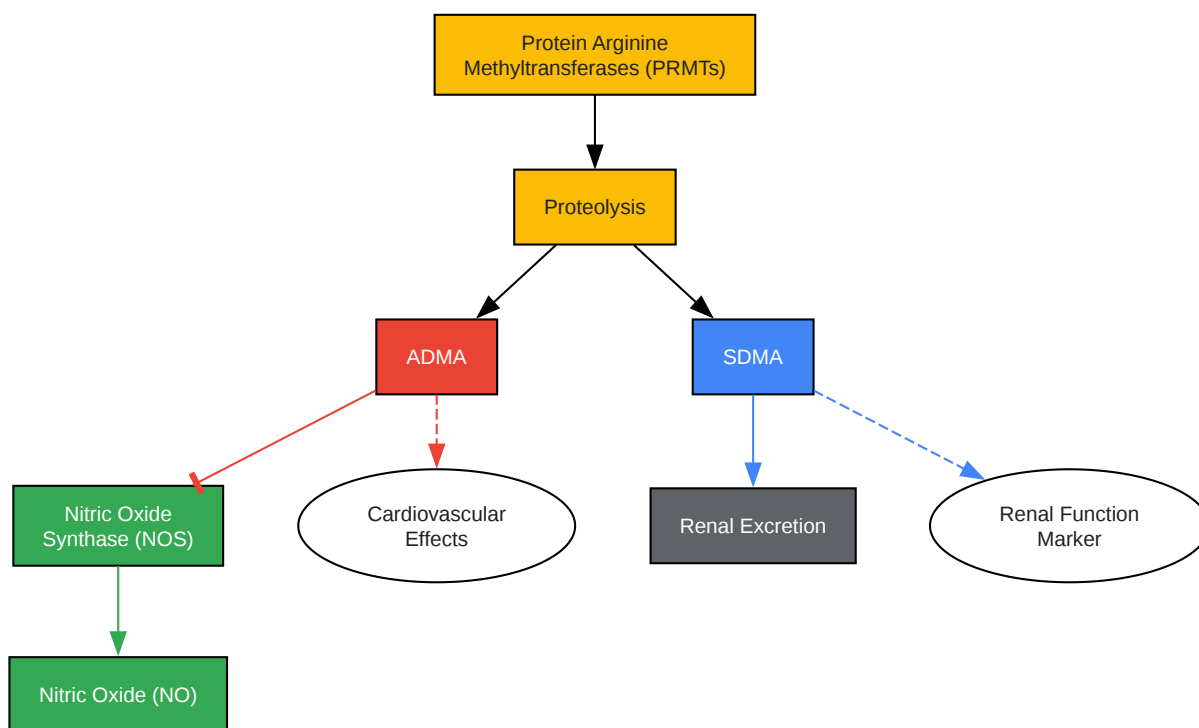 Protein Arginine
Methyltransferases (PRMTs)
Proteolysis
ADMA
SDMA
Nitric Oxide
Synthase (NOS)
Cardiovascular
Effects
Renal Excretion
Renal Function
Marker
Nitric Oxide (NO)